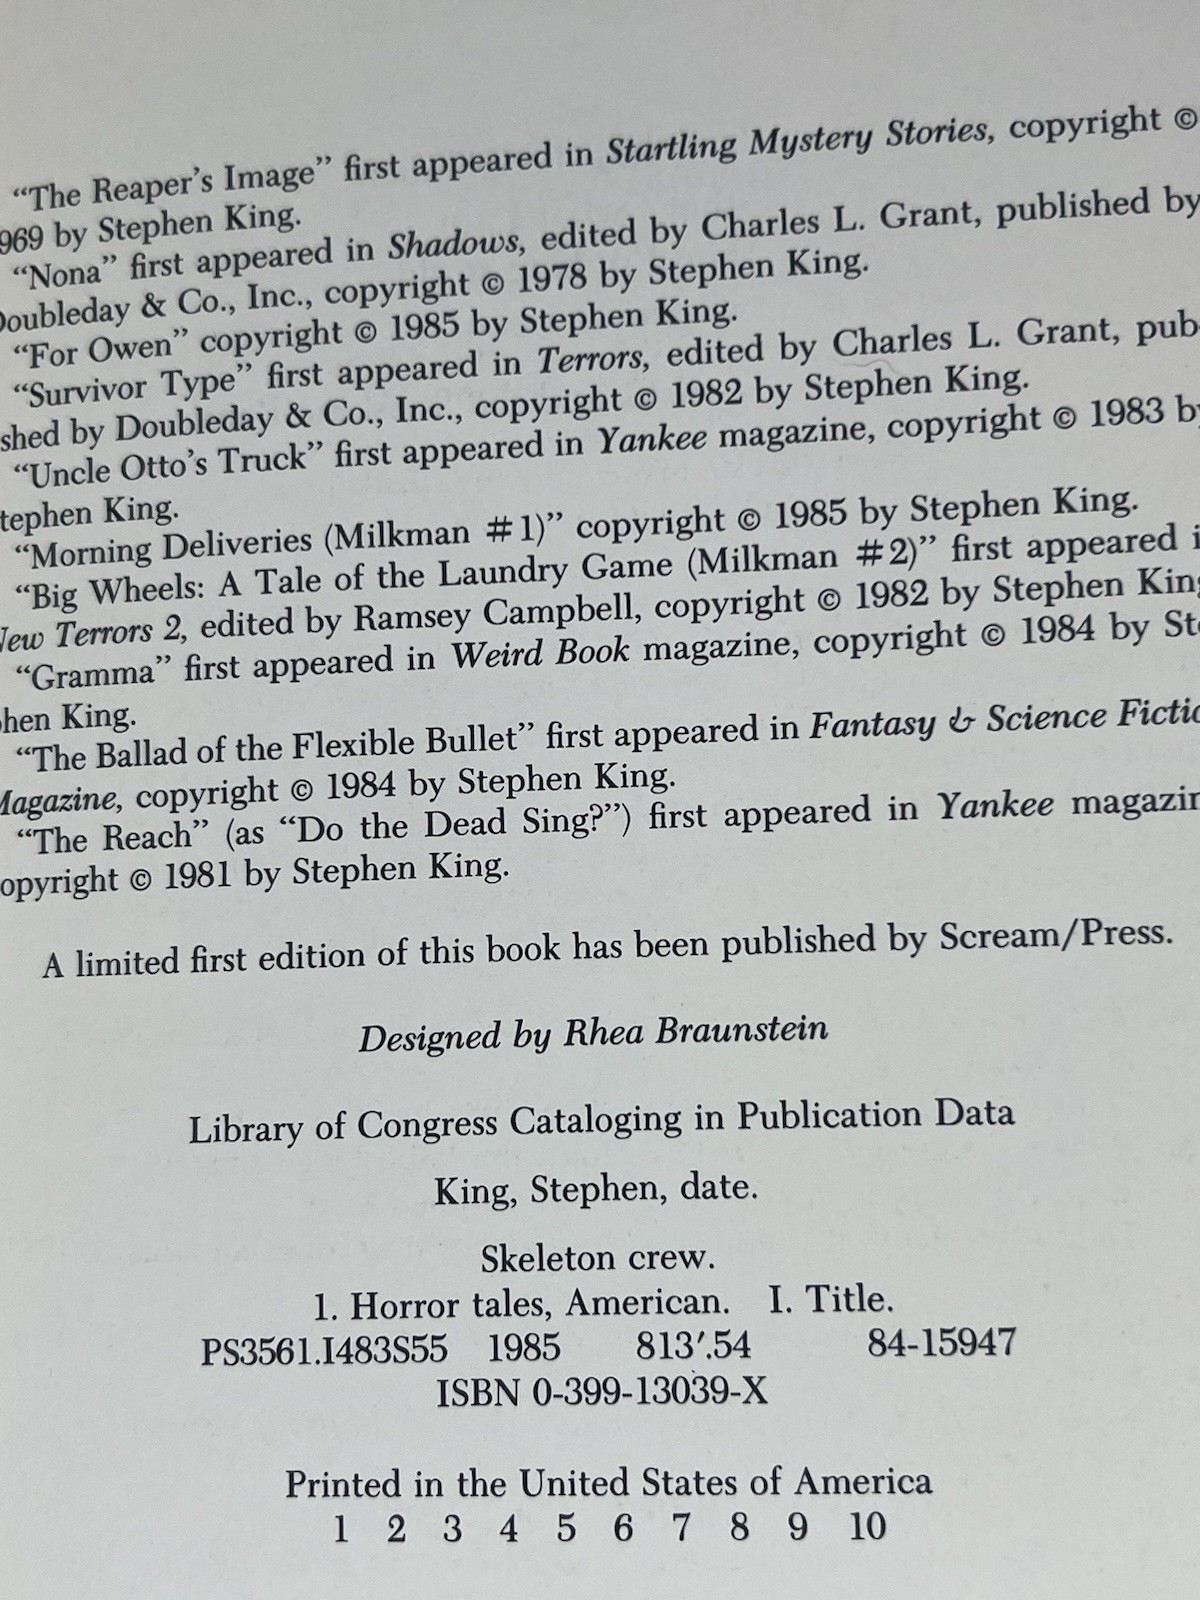 “The Reaper’s Image” first appeared in Startling Mystery Stories, copyright ©
969 by Stephen King.
“Nona” first appeared in Shadows, edited by Charles L. Grant, published by
Doubleday & Co., Inc., copyright © 1978 by Stephen King.
“For Owen” copyright © 1985 by Stephen King.
“Survivor Type” first appeared in Terrors, edited by Charles L. Grant, pub-
shed by Doubleday & Co., Inc., copyright © 1982 by Stephen King.
“Uncle Otto’s Truck” first appeared in Yankee magazine, copyright © 1983 by
tephen King.
“Morning Deliveries (Milkman #1)” copyright © 1985 by Stephen King.
“Big Wheels: A Tale of the Laundry Game (Milkman #2)” first appeared i
New Terrors 2, edited by Ramsey Campbell, copyright © 1982 by Stephen King
“Gramma” first appeared in Weird Book magazine, copyright © 1984 by Ste
phen King.
“The Ballad of the Flexible Bullet” first appeared in Fantasy & Science Fictio
Magazine, copyright © 1984 by Stephen King.
“The Reach” (as “Do the Dead Sing?”) first appeared in Yankee magazin
opyright © 1981 by Stephen King.
A limited first edition of this book has been published by Scream/Press.
Designed by Rhea Braunstein
Library of Congress Cataloging in Publication Data
King, Stephen, date.
Skeleton crew.
1. Horror tales, American. I. Title.
PS3561.I483S55 1985 813′.54 84-15947
ISBN 0-399-13039-X
Printed in the United States of America
1 2 3 4 5 6 7 8 9 10